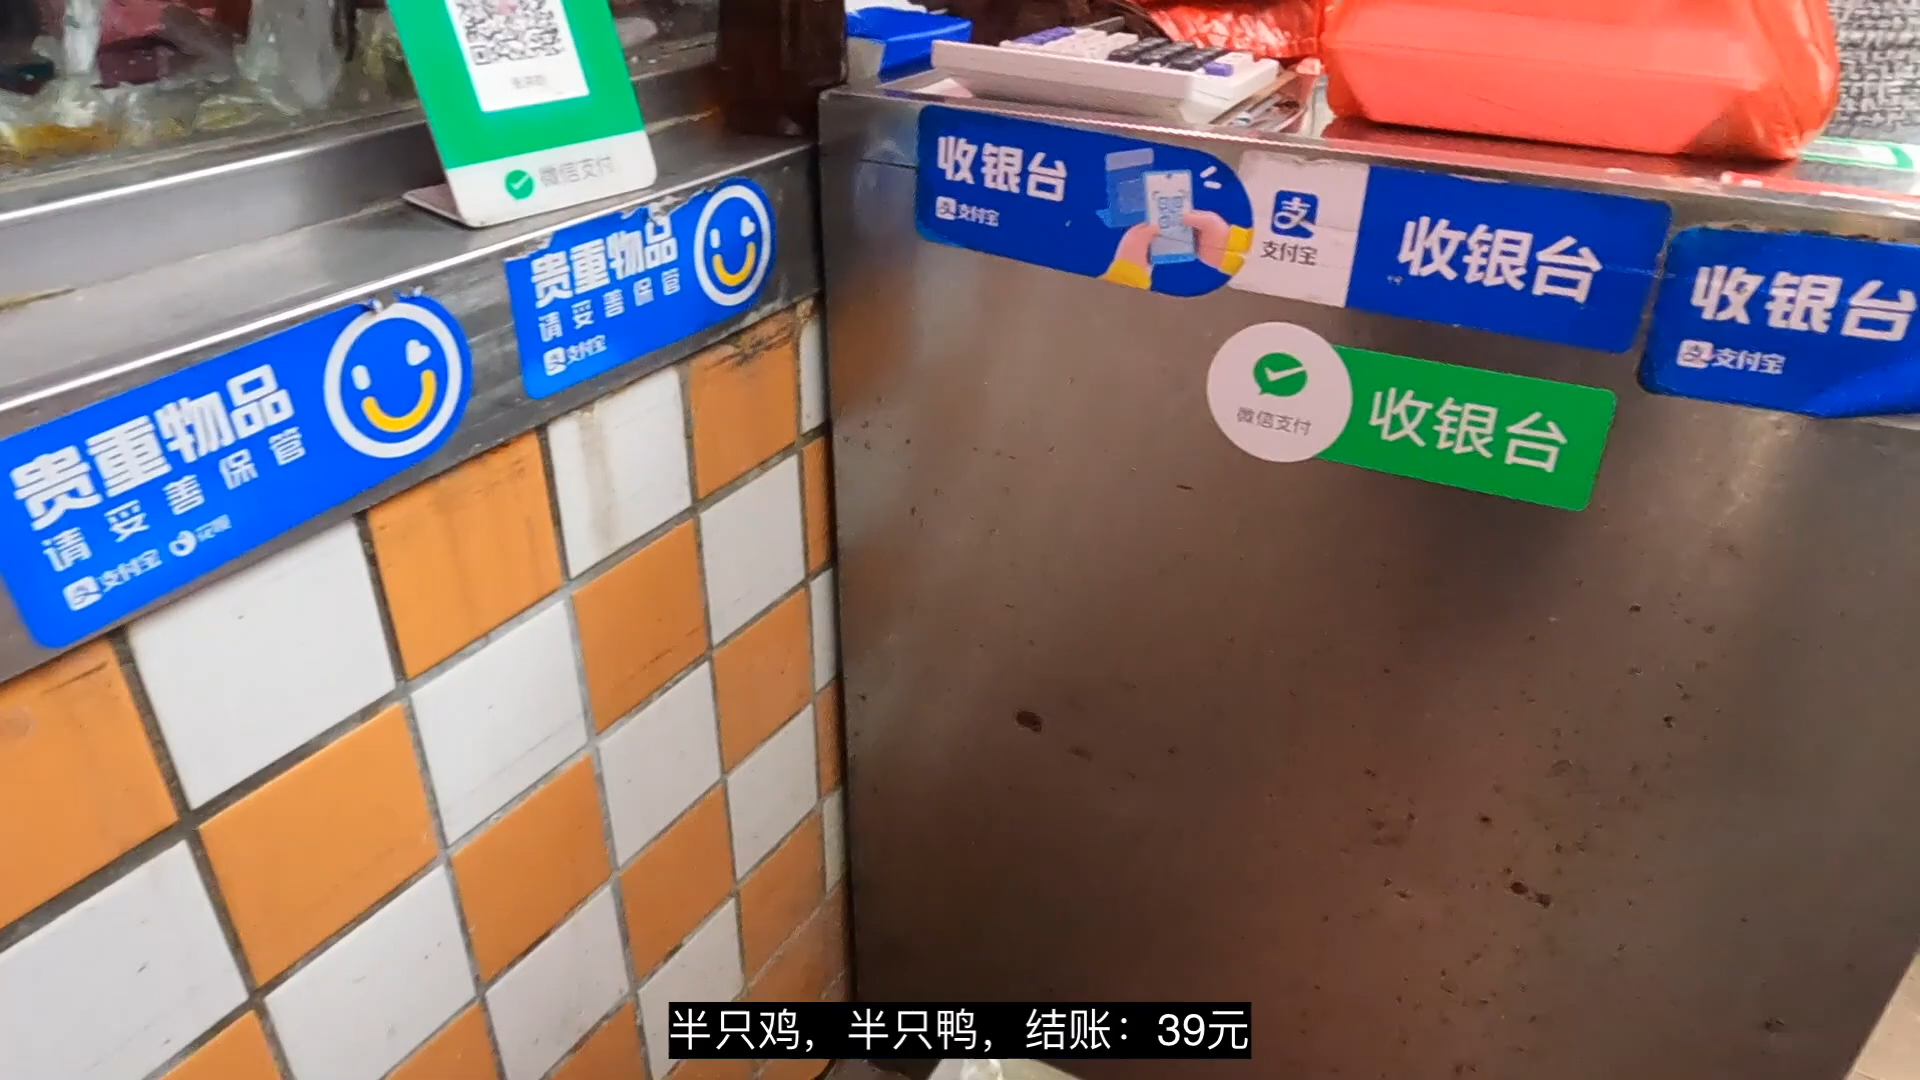 微信支付
贵重物品
请妥善保管
支付宝 花呗
贵重物品
请妥善保管
支付宝
收银台
支付宝
支付宝
收银台
收银台
支付宝
微信支付
收银台
半只鸡，半只鸭，结账：39元